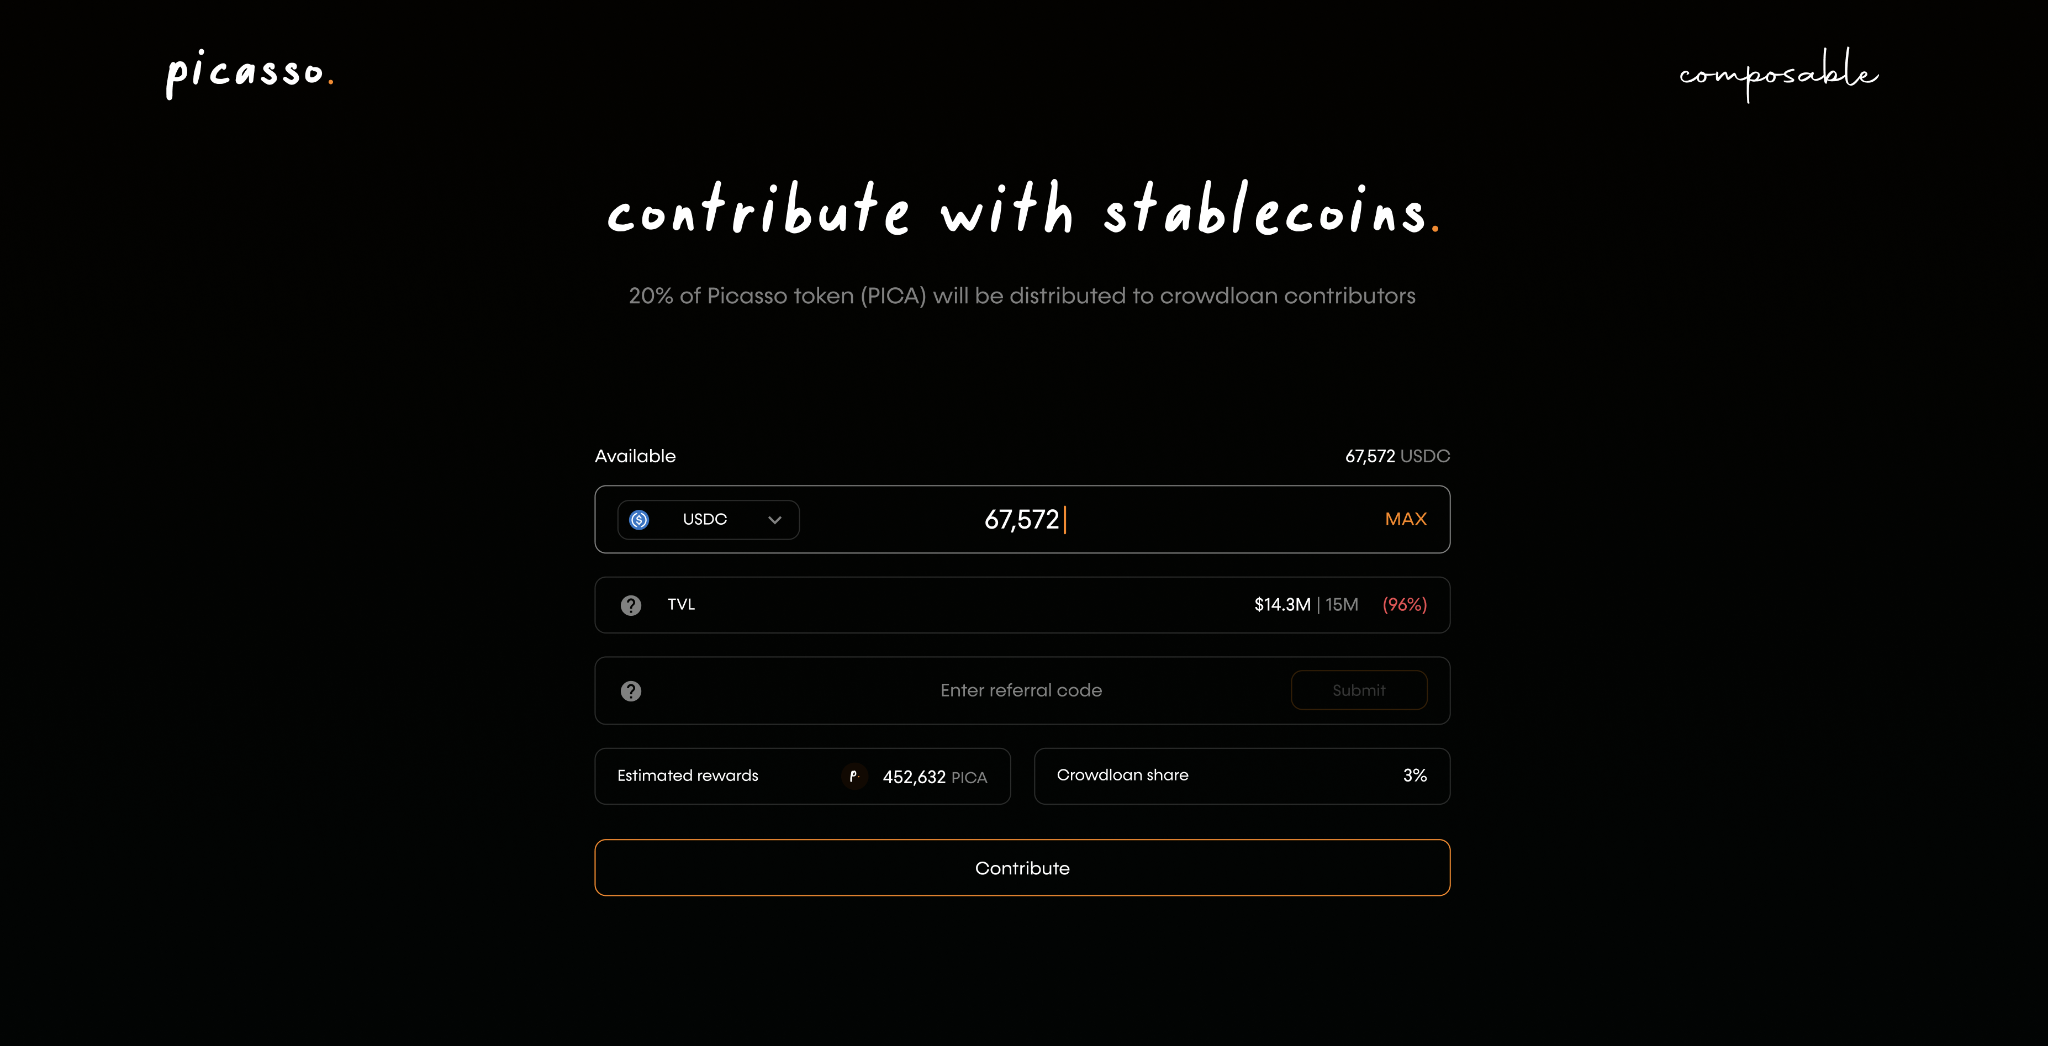 picasso.
composable
contribute with stablecoins.
20% of Picasso token (PICA) will be distributed to crowdloan contributors
Available 67,572 USDC
USDC 67,572 MAX
? TVL $14.3M | 15M (96%)
? Enter referral code Submit
Estimated rewards p. 452,632 PICA Crowdloan share 3%
Contribute